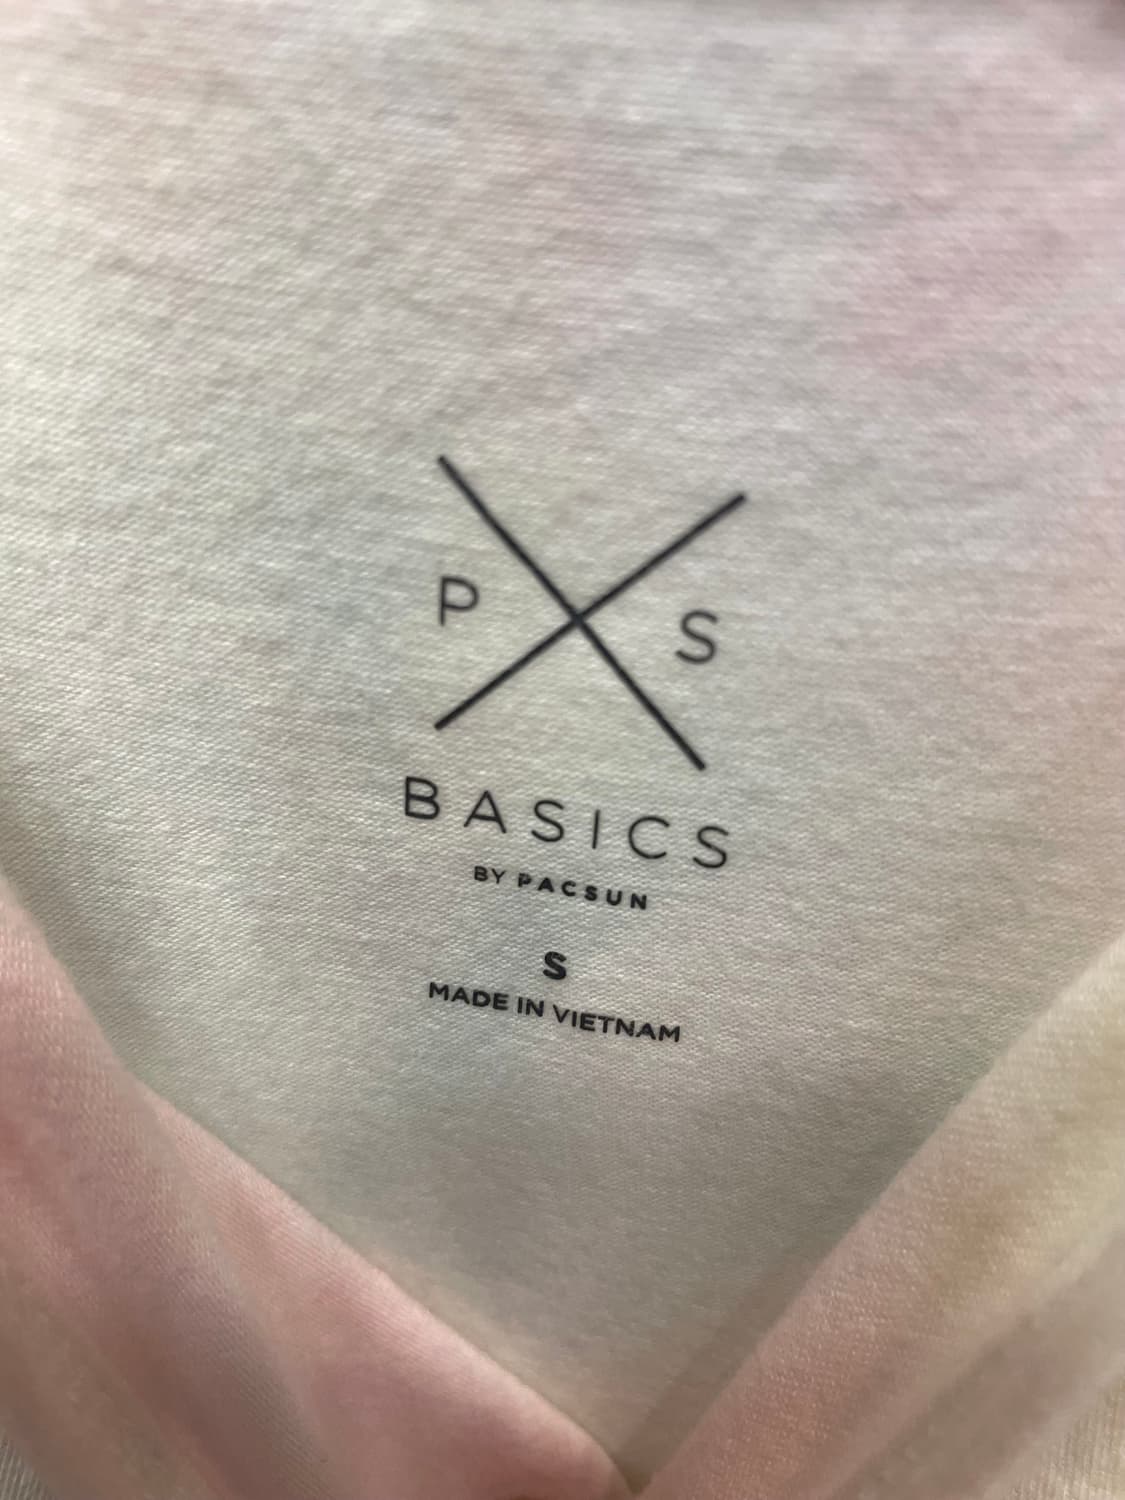 P S
BASICS
BY PACSUN
S
MADE IN VIETNAM